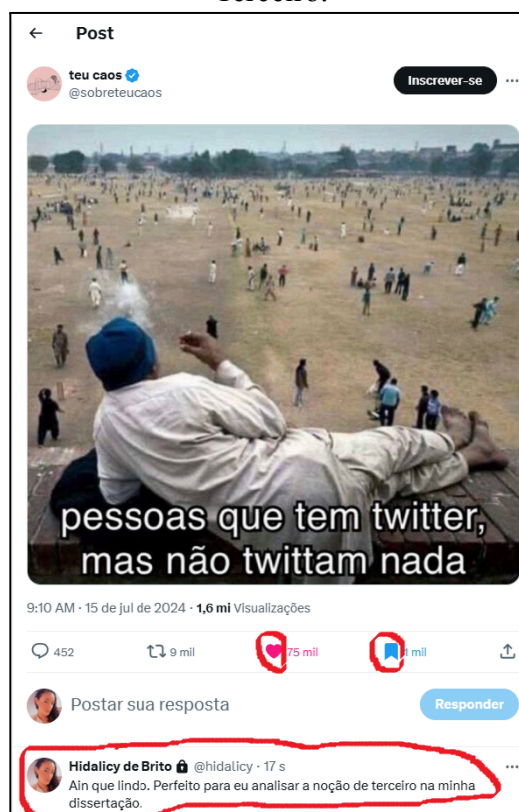 Terceiro.
Post
teu caos
@sobreteucaos
Inscrever-se
pessoas que tem twitter,
mas não twittam nada
9:10 AM · 15 de jul de 2024 · 1,6 mi Visualizações
452 9 mil 75 mil 1 mil
Postar sua resposta
Responder
Hidalicy de Brito @hidalicy · 17 s
Ain que lindo. Perfeito para eu analisar a noção de terceiro na minha
dissertação.